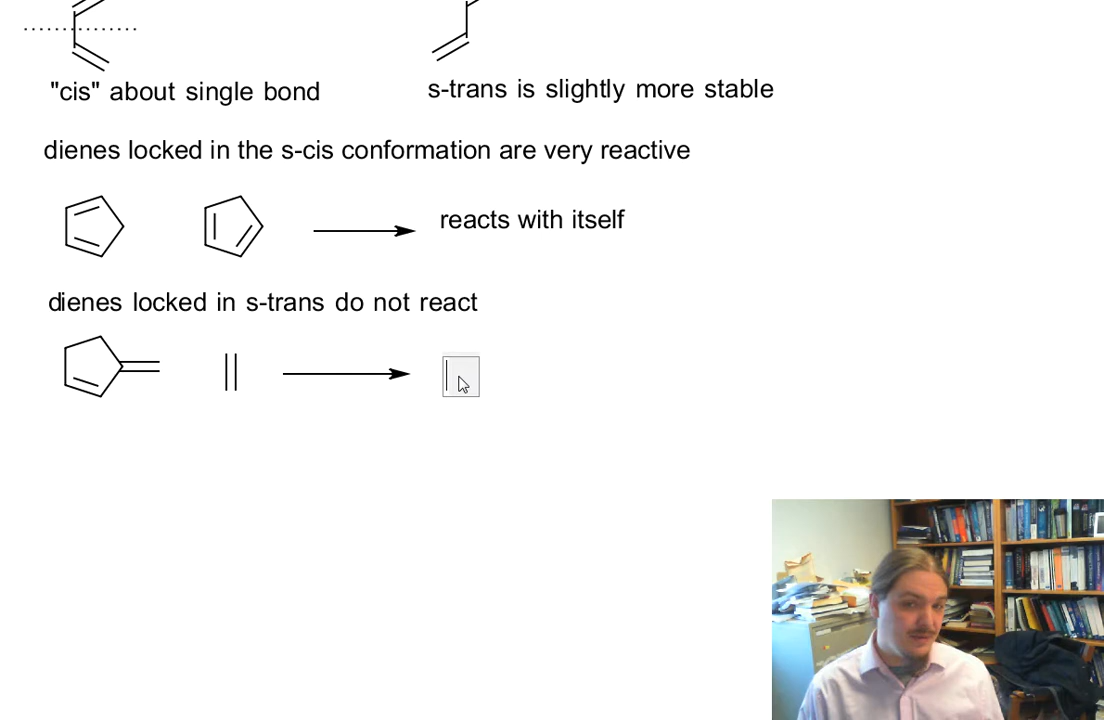 "cis" about single bond
s-trans is slightly more stable
dienes locked in the s-cis conformation are very reactive
reacts with itself
dienes locked in s-trans do not react